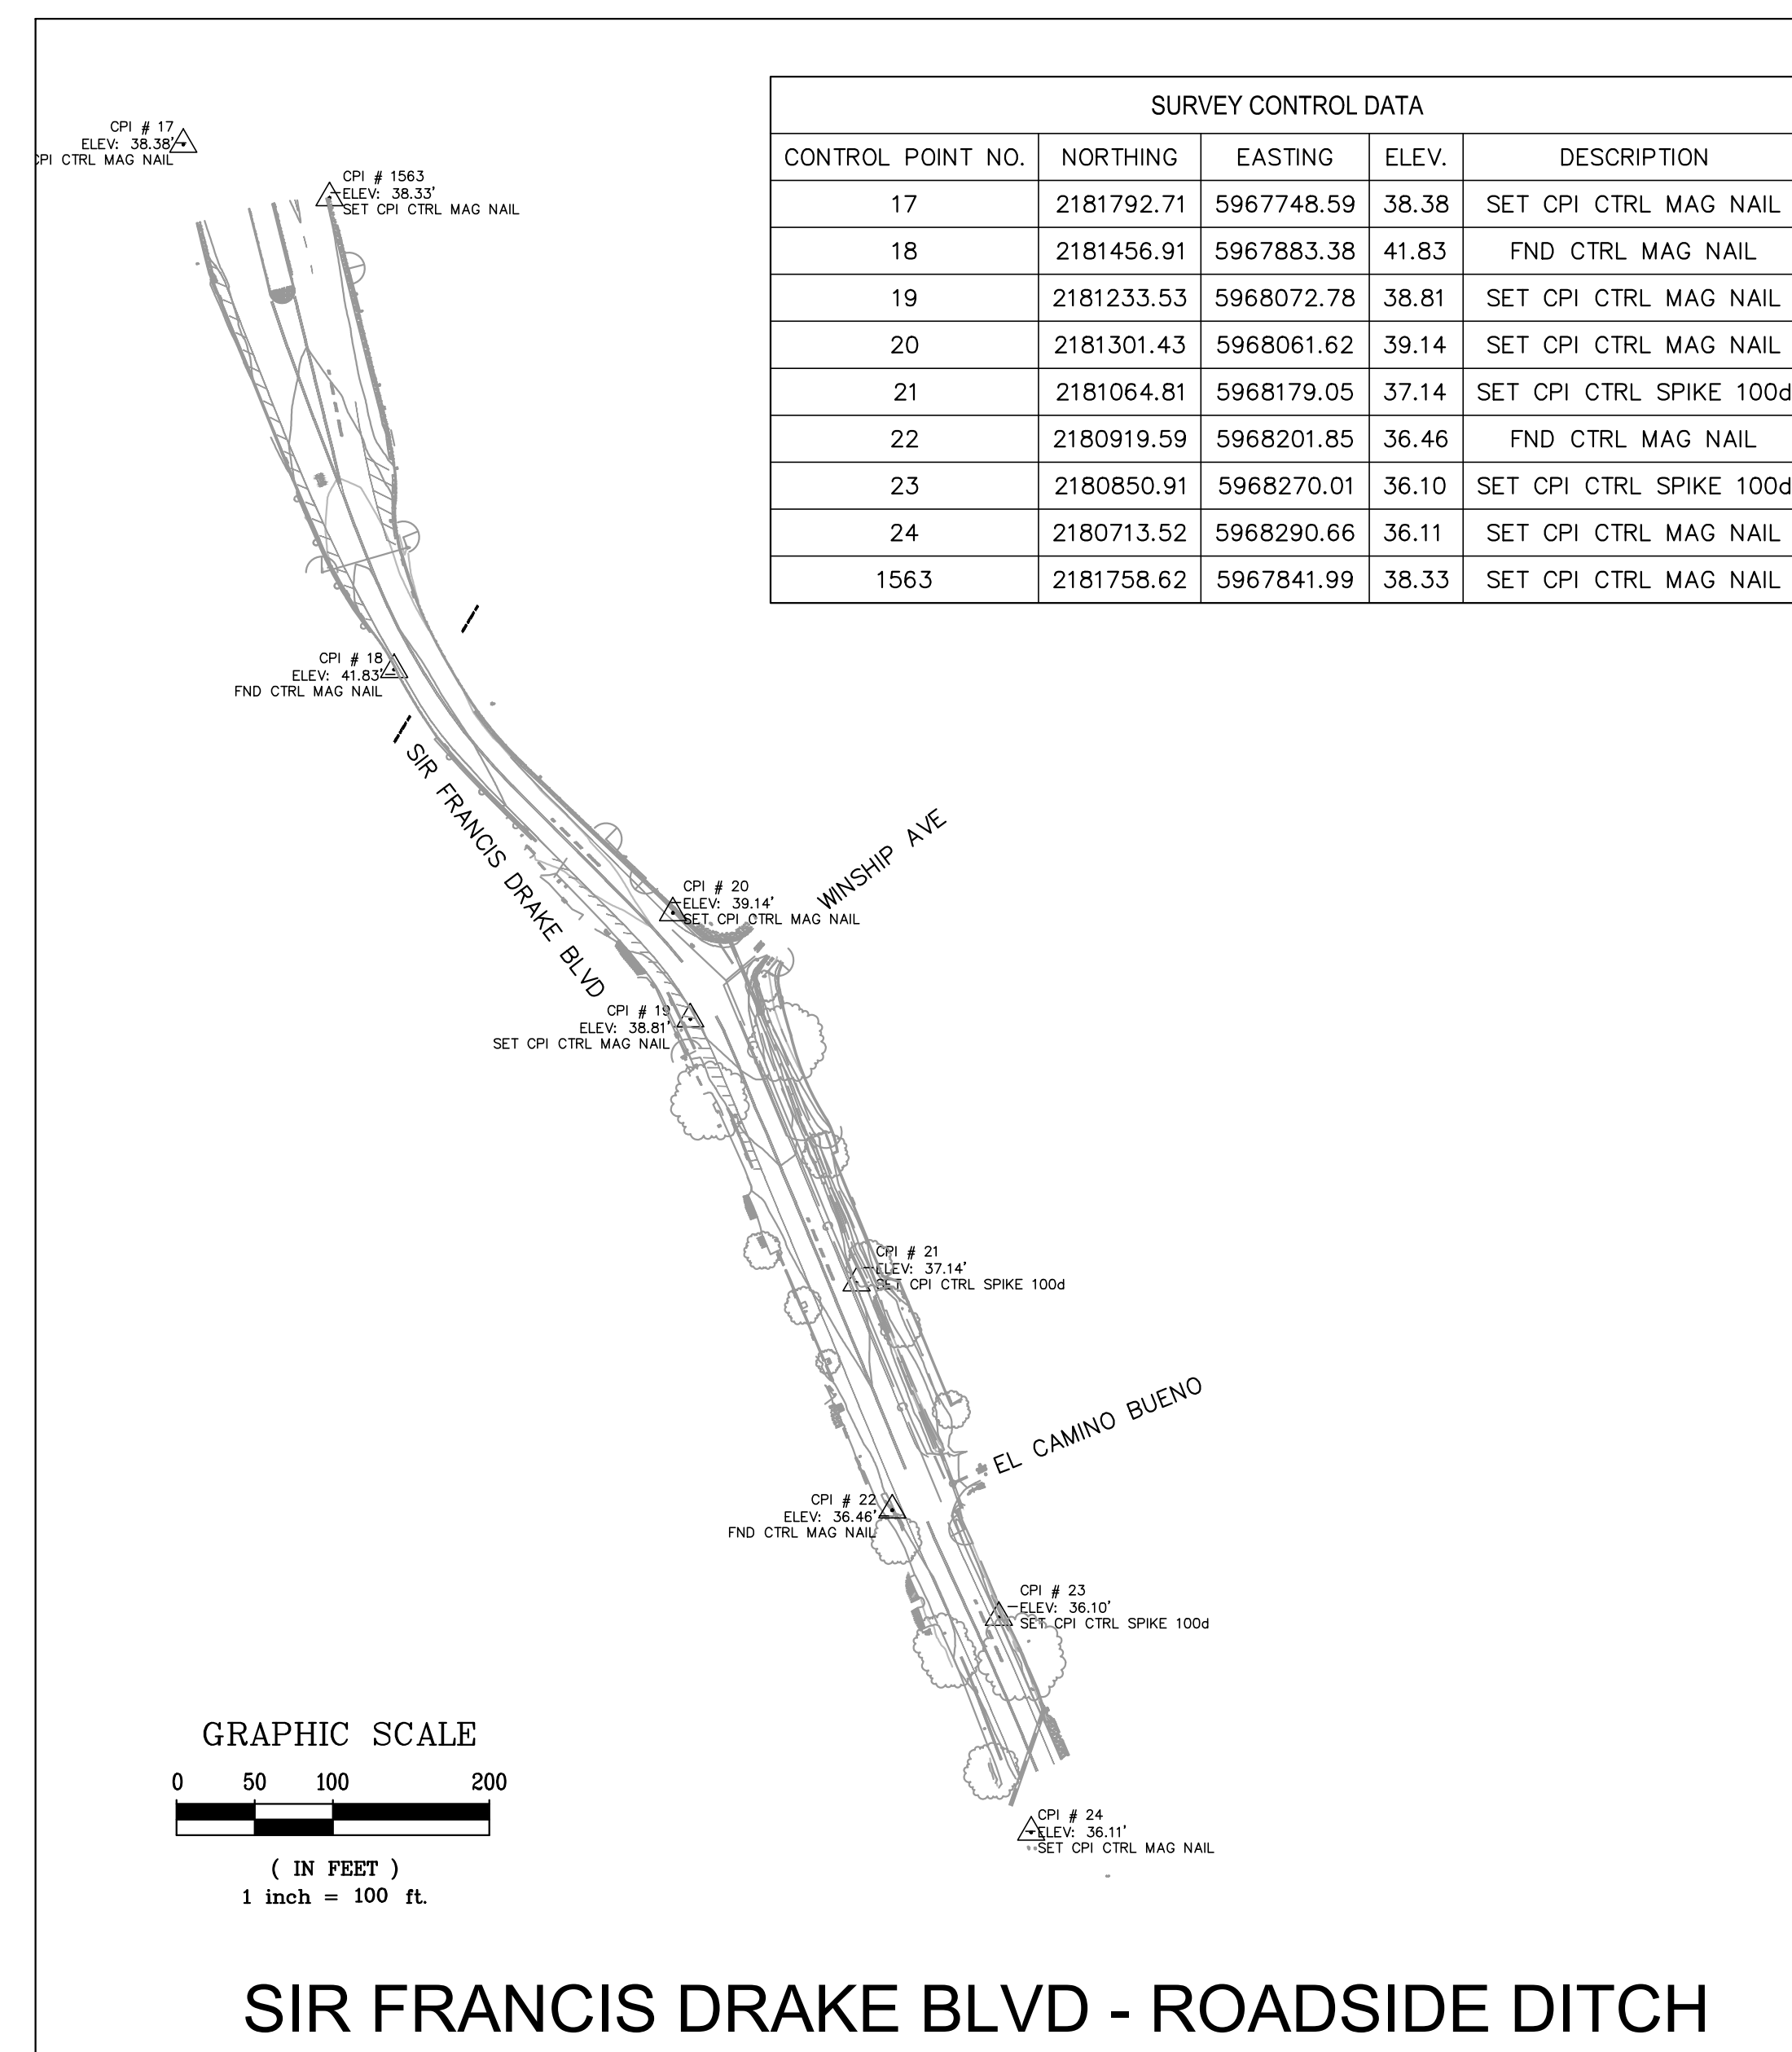 SURVEY CONTROL DATA
CONTROL POINT NO. NORTHING EASTING ELEV. DESCRIPTION
17 2181792.71 5967748.59 38.38 SET CPI CTRL MAG NAIL
18 2181456.91 5967883.38 41.83 FND CTRL MAG NAIL
19 2181233.53 5968072.78 38.81 SET CPI CTRL MAG NAIL
20 2181301.43 5968061.62 39.14 SET CPI CTRL MAG NAIL
21 2181064.81 5968179.05 37.14 SET CPI CTRL SPIKE 100d
22 2180919.59 5968201.85 36.46 FND CTRL MAG NAIL
23 2180850.91 5968270.01 36.10 SET CPI CTRL SPIKE 100d
24 2180713.52 5968290.66 36.11 SET CPI CTRL MAG NAIL
1563 2181758.62 5967841.99 38.33 SET CPI CTRL MAG NAIL
CPI # 17
ELEV: 38.38'
CPI CTRL MAG NAIL
CPI # 1563
ELEV: 38.33'
SET CPI CTRL MAG NAIL
CPI # 18
ELEV: 41.83'
FND CTRL MAG NAIL
SIR FRANCIS DRAKE BLVD
WINSHIP AVE
CPI # 20
ELEV: 39.14'
SET CPI CTRL MAG NAIL
CPI # 19
ELEV: 38.81'
SET CPI CTRL MAG NAIL
CPI # 21
ELEV: 37.14'
SET CPI CTRL SPIKE 100d
EL CAMINO BUENO
CPI # 22
ELEV: 36.46'
FND CTRL MAG NAIL
CPI # 23
ELEV: 36.10'
SET CPI CTRL SPIKE 100d
CPI # 24
ELEV: 36.11'
SET CPI CTRL MAG NAIL
GRAPHIC SCALE
0 50 100 200
( IN FEET )
1 inch = 100 ft.
SIR FRANCIS DRAKE BLVD - ROADSIDE DITCH